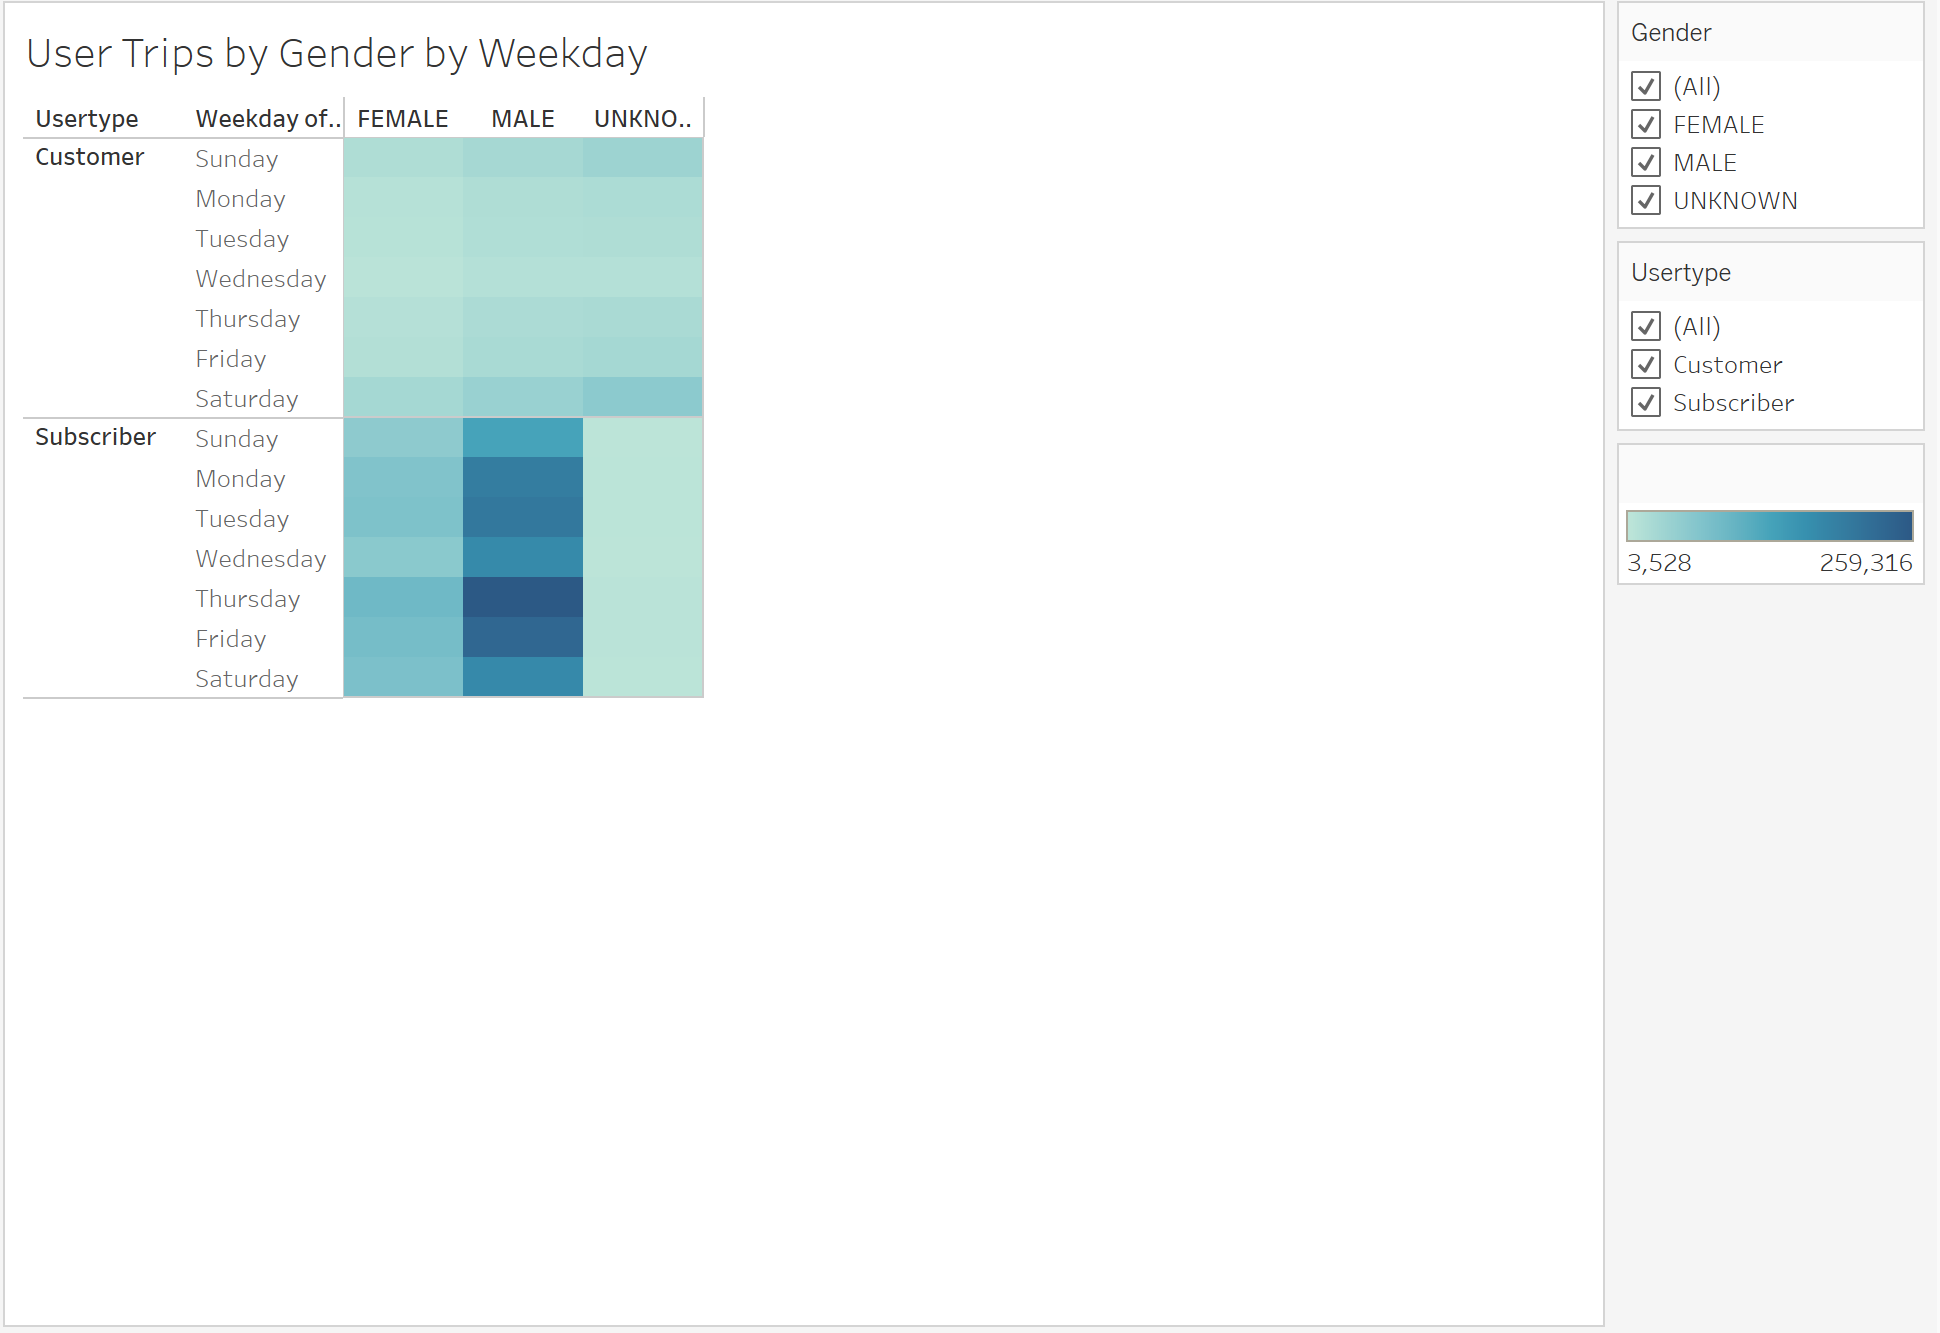 User Trips by Gender by Weekday
Usertype Weekday of.. FEMALE MALE UNKNO..
Customer Sunday
Monday
Tuesday
Wednesday
Thursday
Friday
Saturday
Subscriber Sunday
Monday
Tuesday
Wednesday
Thursday
Friday
Saturday
Gender
(All)
FEMALE
MALE
UNKNOWN
Usertype
(All)
Customer
Subscriber
3,528 259,316